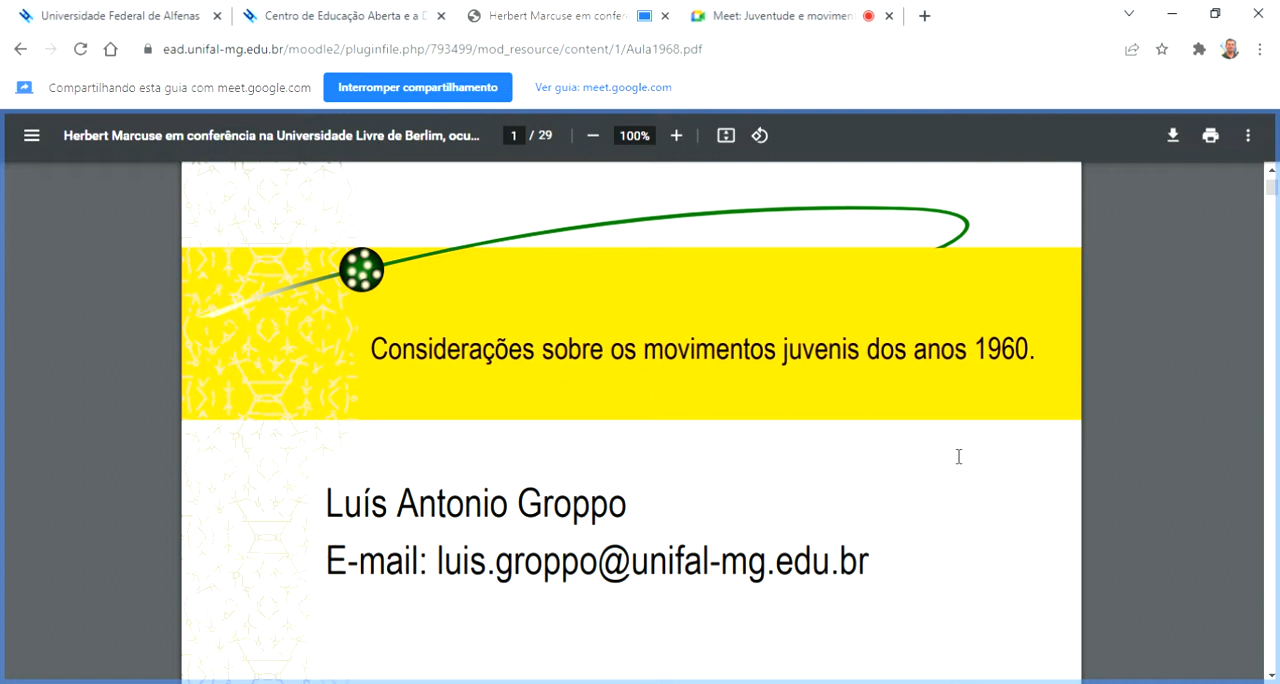 Universidade Federal de Alfenas
Centro de Educação Aberta e a D
Herbert Marcuse em confer
Meet: Juventude e movimen
ead.unifal-mg.edu.br/moodle2/pluginfile.php/793499/mod_resource/content/1/Aula1968.pdf
Compartilhando esta guia com meet.google.com
Interromper compartilhamento
Ver guia: meet.google.com
Herbert Marcuse em conferência na Universidade Livre de Berlim, ocu...
1 / 29
100%
Considerações sobre os movimentos juvenis dos anos 1960.
Luís Antonio Groppo
E-mail: luis.groppo@unifal-mg.edu.br